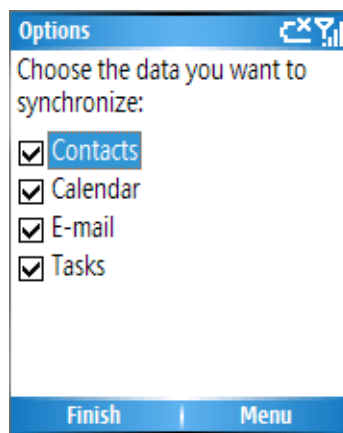 Options
Choose the data you want to
synchronize:
Contacts
Calendar
E-mail
Tasks
Finish Menu